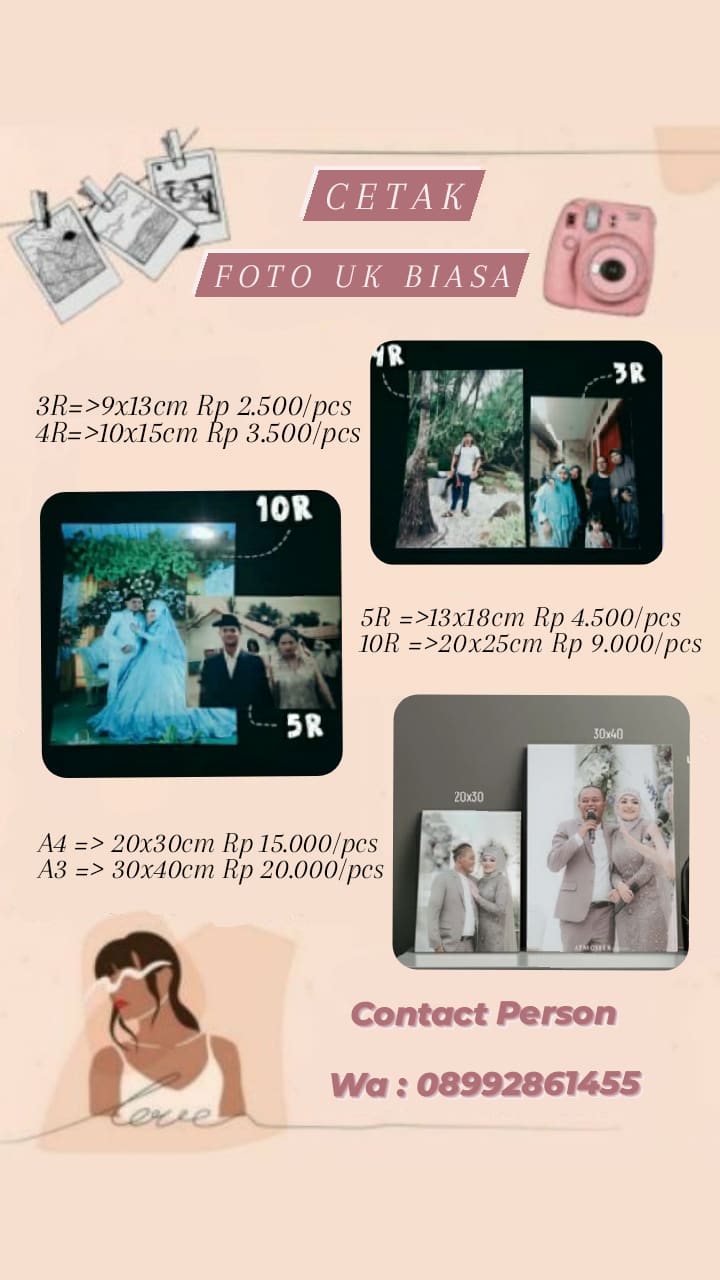 CETAK
FOTO UK BIASA
4R
3R
3R=>9x13cm Rp 2.500/pcs
4R=>10x15cm Rp 3.500/pcs
10R
5R
5R =>13x18cm Rp 4.500/pcs
10R =>20x25cm Rp 9.000/pcs
30x40
20x30
A4 => 20x30cm Rp 15.000/pcs
A3 => 30x40cm Rp 20.000/pcs
love
Contact Person
Wa : 08992861455